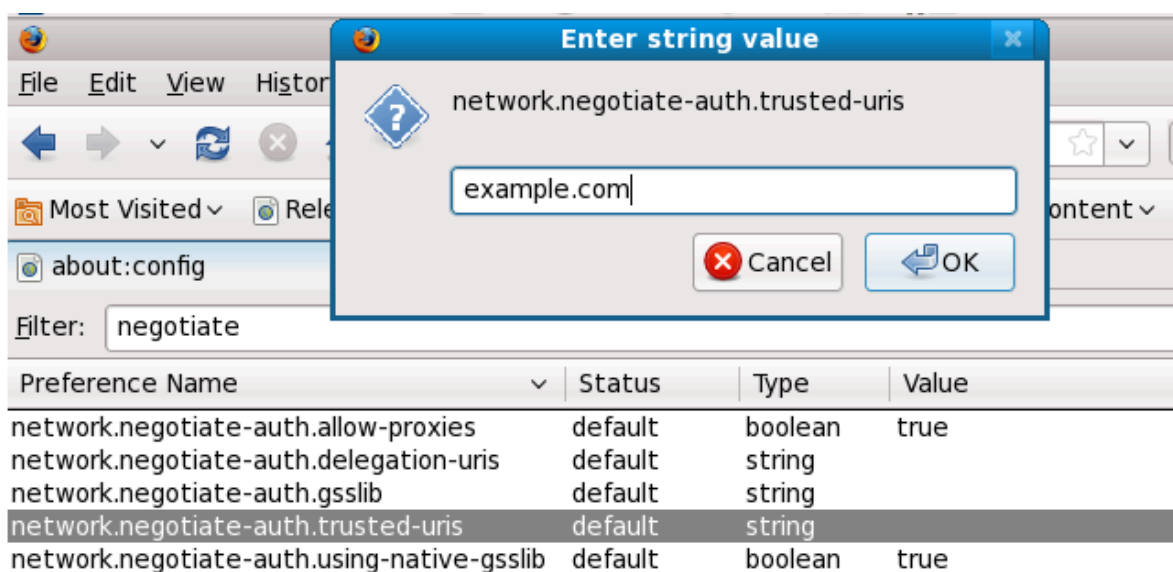 Enter string value
File Edit View Histor
network.negotiate-auth.trusted-uris
example.com
Most Visited Rele ontent
Cancel OK
about:config
Filter: negotiate
Preference Name Status Type Value
network.negotiate-auth.allow-proxies default boolean true
network.negotiate-auth.delegation-uris default string
network.negotiate-auth.gsslib default string
network.negotiate-auth.trusted-uris default string
network.negotiate-auth.using-native-gsslib default boolean true